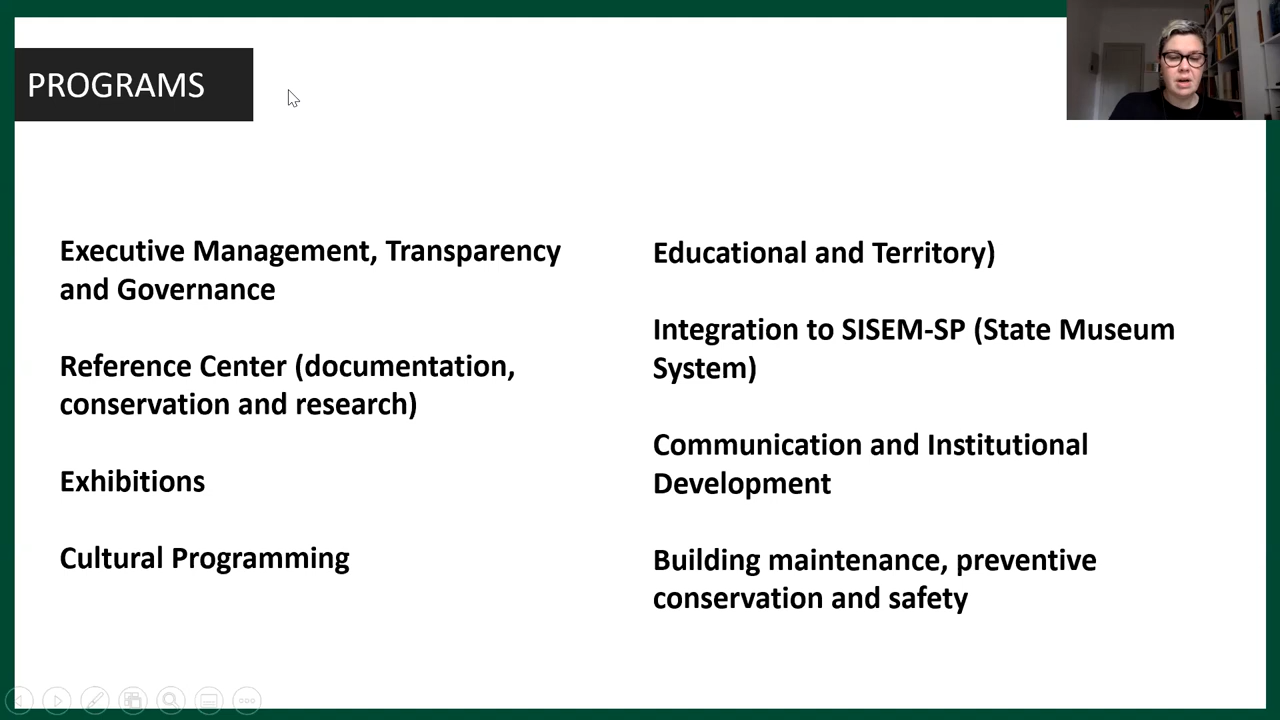 PROGRAMS
Executive Management, Transparency
and Governance
Reference Center (documentation,
conservation and research)
Exhibitions
Cultural Programming
Educational and Territory)
Integration to SISEM-SP (State Museum
System)
Communication and Institutional
Development
Building maintenance, preventive
conservation and safety